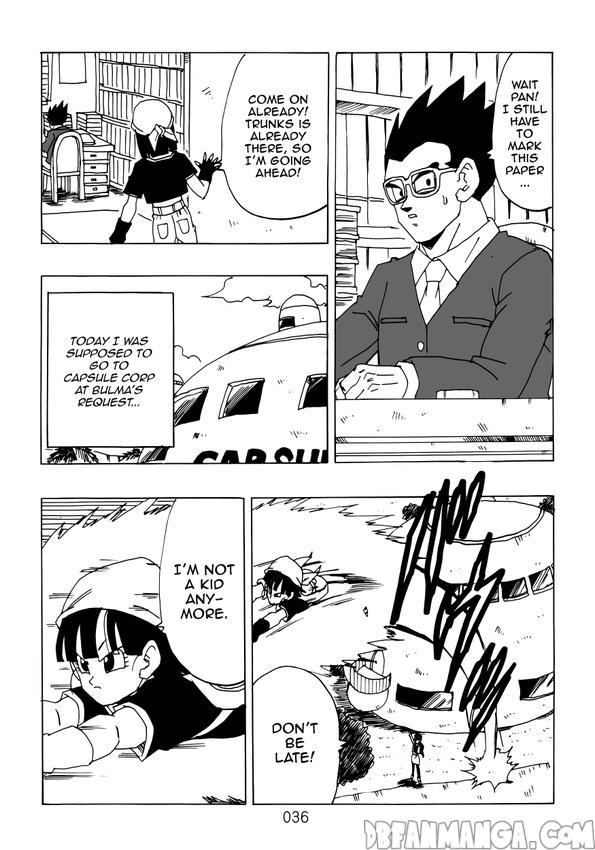 WAIT
PAN!
I STILL
HAVE
TO
MARK
THIS
PAPER
...
COME ON
ALREADY!
TRUNKS IS
ALREADY
THERE, SO
I'M GOING
AHEAD!
TODAY I WAS
SUPPOSED TO
GO TO
CAPSULE CORP
AT BULMA'S
REQUEST...
CAPSUL
DON'T
BE
LATE!
I'M NOT
A KID
ANY-
MORE.
036
DBFANMANGA.COM